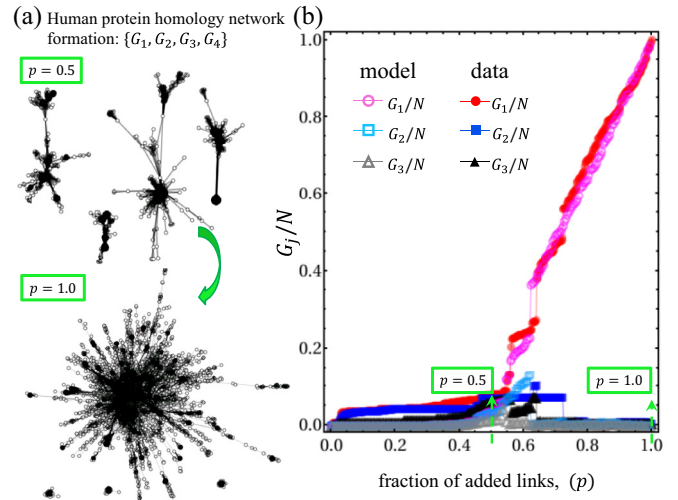 (a) Human protein homology network
formation: {G₁, G₂, G₃, G₄}
p = 0.5
p = 1.0
(b)
model data
G₁/N G₁/N
G₂/N G₂/N
G₃/N G₃/N
p = 0.5 p = 1.0
G_j/N
1.0
0.8
0.6
0.4
0.2
0.0
0.0 0.2 0.4 0.6 0.8 1.0
fraction of added links, (p)